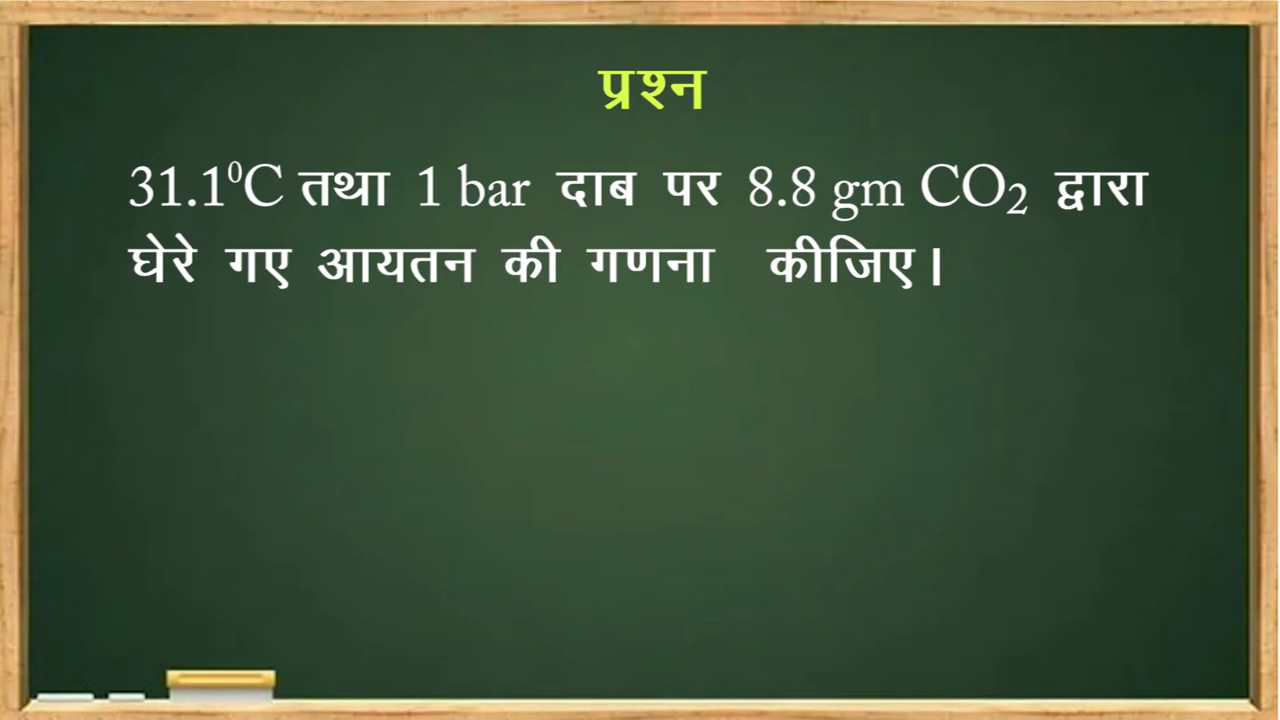 प्रश्न
31.1⁰C तथा 1 bar दाब पर 8.8 gm CO₂ द्वारा
घेरे गए आयतन की गणना कीजिए।